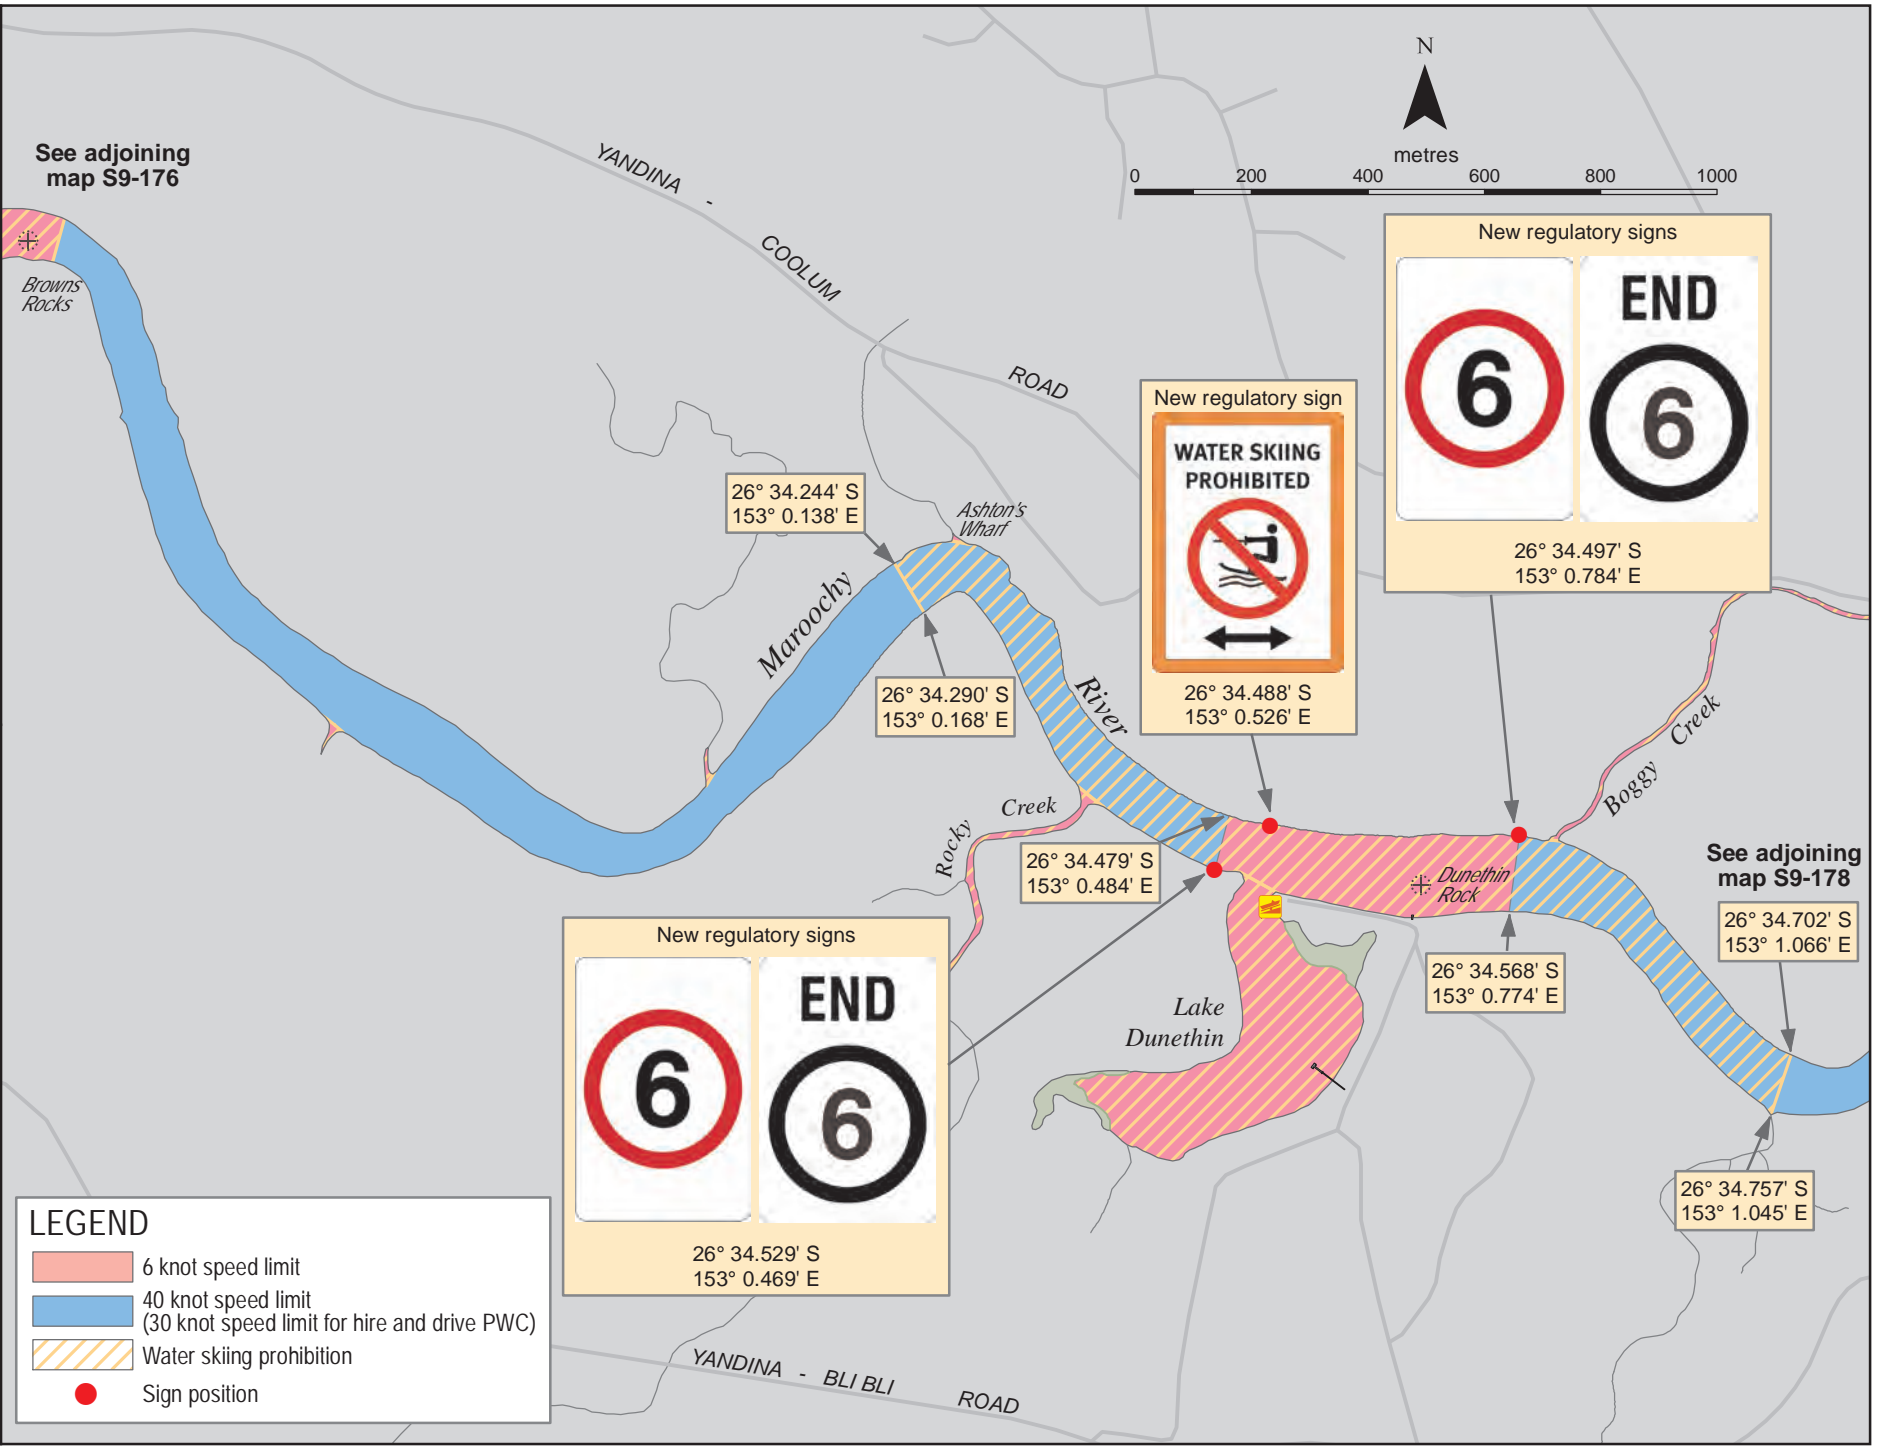 N
metres
0 200 400 600 800 1000
See adjoining
map S9-176
YANDINA - COOLUM ROAD
New regulatory signs
6
END
6
26° 34.497' S
153° 0.784' E
Browns
Rocks
New regulatory sign
WATER SKIING
PROHIBITED
26° 34.488' S
153° 0.526' E
26° 34.244' S
153° 0.138' E
Ashton's
Wharf
Maroochy River
26° 34.290' S
153° 0.168' E
Boggy Creek
Rocky Creek
26° 34.479' S
153° 0.484' E
Dunethin
Rock
See adjoining
map S9-178
26° 34.702' S
153° 1.066' E
26° 34.568' S
153° 0.774' E
New regulatory signs
6
END
6
26° 34.529' S
153° 0.469' E
Lake
Dunethin
26° 34.757' S
153° 1.045' E
LEGEND
6 knot speed limit
40 knot speed limit
(30 knot speed limit for hire and drive PWC)
Water skiing prohibition
Sign position
YANDINA - BLI BLI ROAD